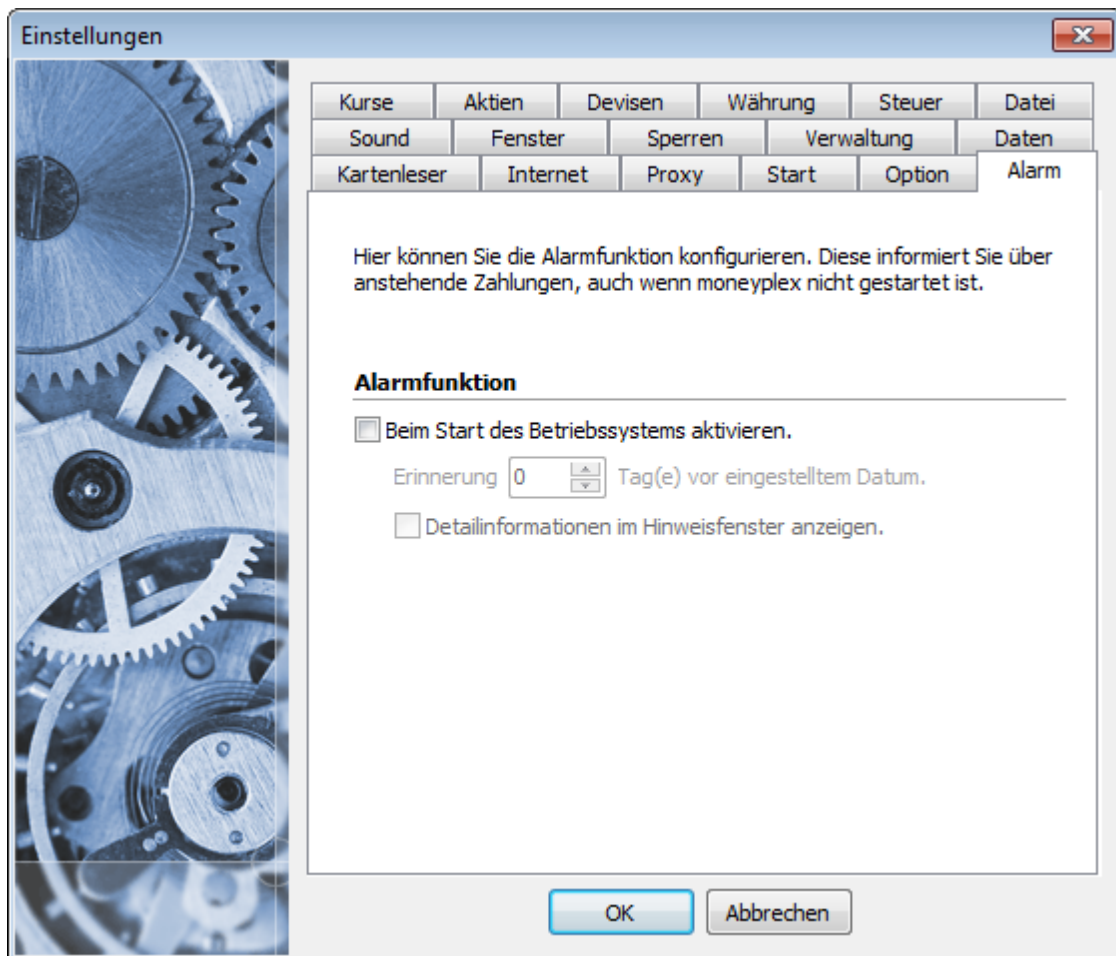 Einstellungen
Kurse Aktien Devisen Währung Steuer Datei
Sound Fenster Sperren Verwaltung Daten
Kartenleser Internet Proxy Start Option Alarm
Hier können Sie die Alarmfunktion konfigurieren. Diese informiert Sie über
anstehende Zahlungen, auch wenn moneyplex nicht gestartet ist.
Alarmfunktion
Beim Start des Betriebssystems aktivieren.
Erinnerung 0 Tag(e) vor eingestelltem Datum.
Detailinformationen im Hinweisfenster anzeigen.
OK Abbrechen